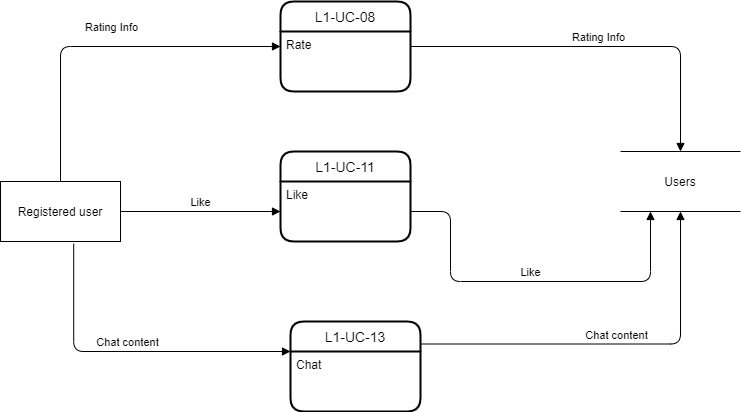 L1-UC-08
Rating Info
Rate
Rating Info
L1-UC-11
Like
Users
Registered user
Like
Like
L1-UC-13
Chat content
Chat content
Chat